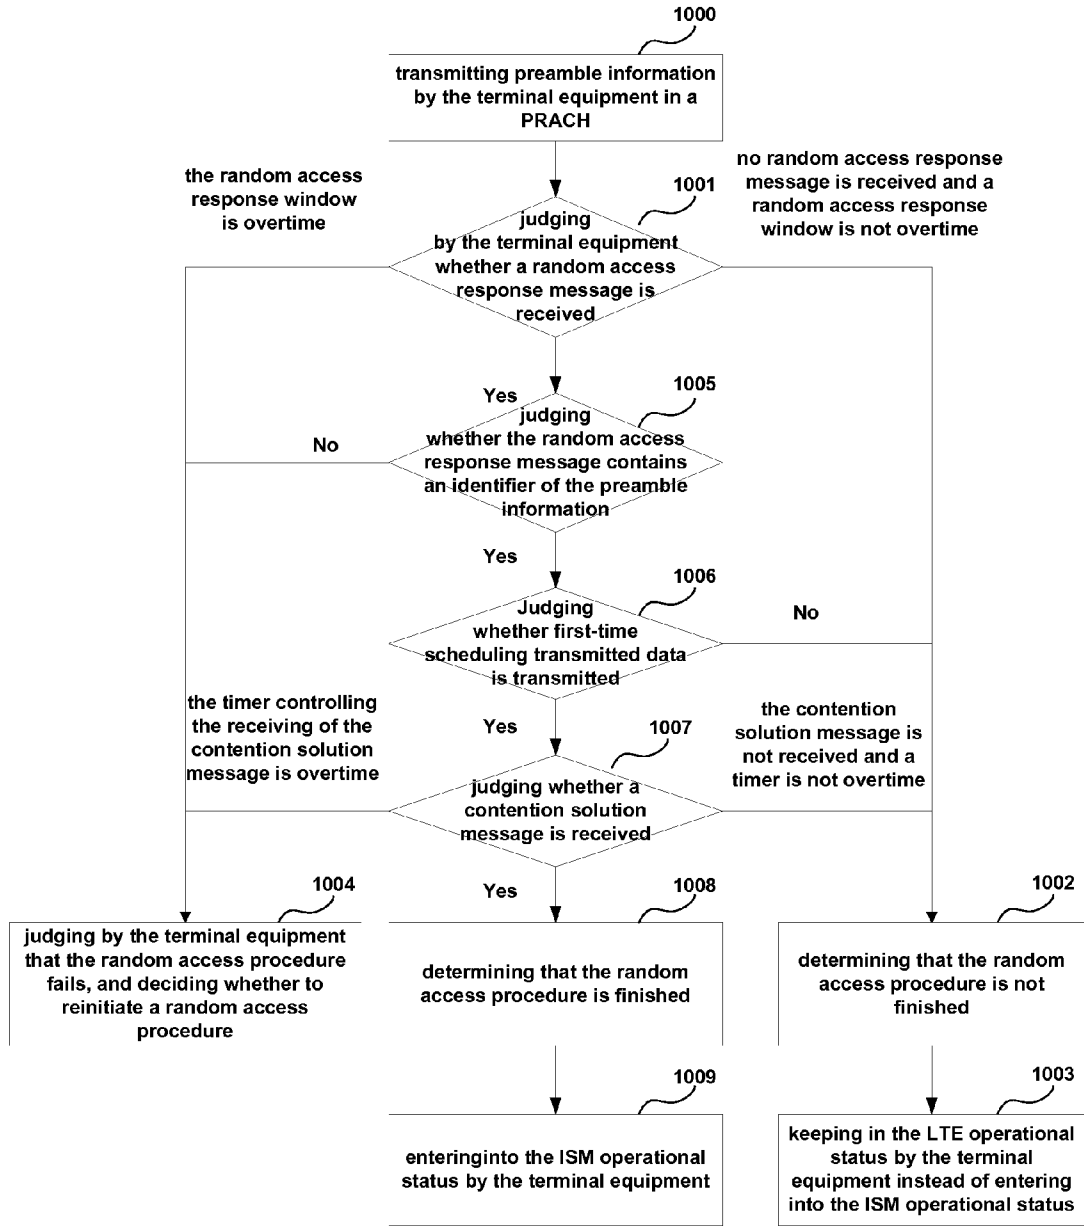 1000
transmitting preamble information
by the terminal equipment in a
PRACH
the random access
response window
is overtime
no random access response
message is received and a
random access response
window is not overtime
1001
judging
by the terminal equipment
whether a random access
response message is
received
Yes
1005
judging
whether the random access
response message contains
an identifier of the preamble
information
No
Yes
1006
Judging
whether first-time
scheduling transmitted data
is transmitted
No
the timer controlling
the receiving of the
contention solution
message is overtime
Yes
1007
the contention
solution message is
not received and a
timer is not overtime
judging whether a
contention solution
message is received
Yes
1004
judging by the terminal equipment
that the random access procedure
fails, and deciding whether to
reinitiate a random access
procedure
1008
determining that the random
access procedure is finished
1002
determining that the random
access procedure is not
finished
1009
enteringinto the ISM operational
status by the terminal equipment
1003
keeping in the LTE operational
status by the terminal
equipment instead of entering
into the ISM operational status